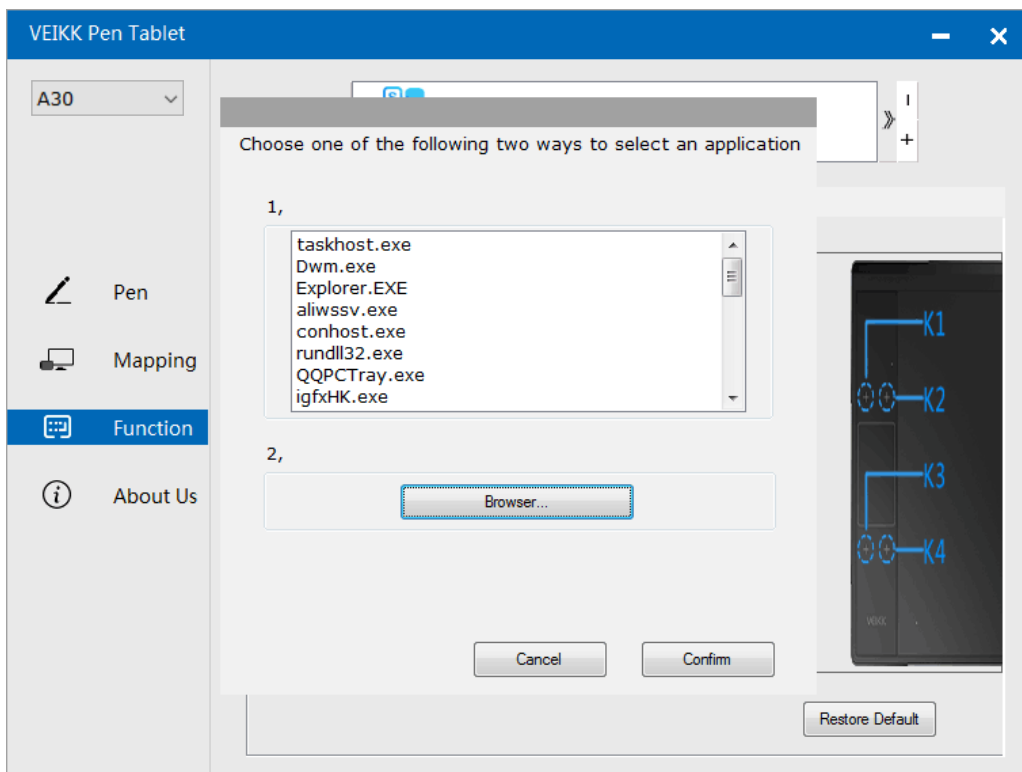 VEIKK Pen Tablet
A30
S
Choose one of the following two ways to select an application
1,
taskhost.exe
Dwm.exe
Explorer.EXE
aliwssv.exe
conhost.exe
rundll32.exe
QQPCTray.exe
igfxHK.exe
2,
Browser...
Cancel
Confirm
Pen
Mapping
Function
About Us
K1
K2
K3
K4
VEIKK
Restore Default